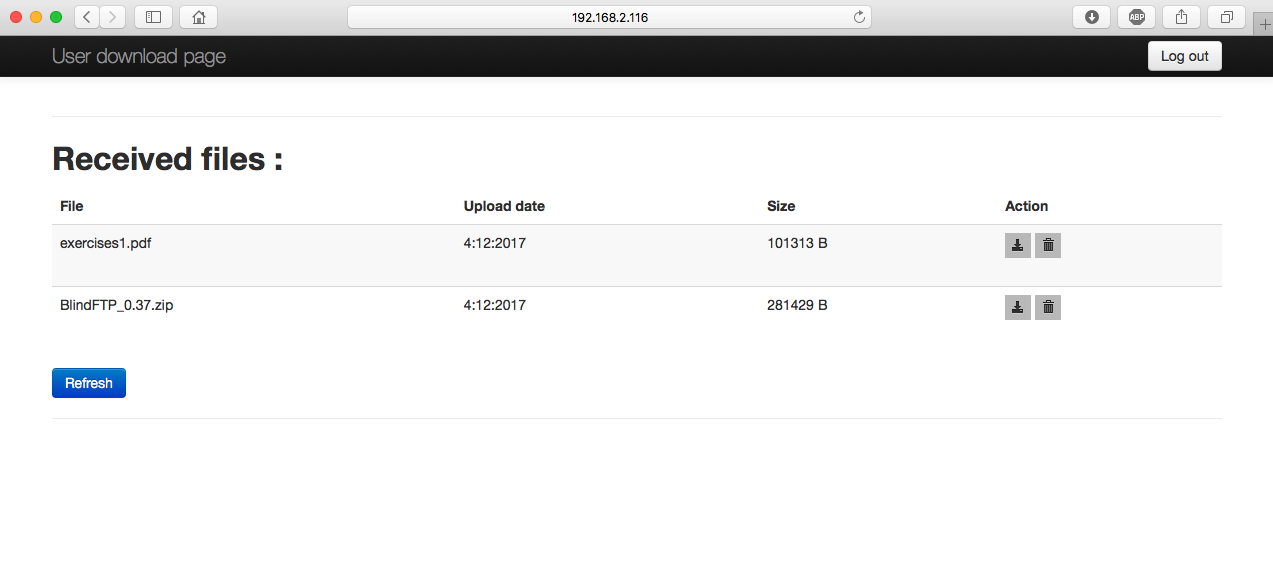 192.168.2.116
ABP
User download page
Log out
Received files :
File Upload date Size Action
exercises1.pdf 4:12:2017 101313 B
BlindFTP_0.37.zip 4:12:2017 281429 B
Refresh